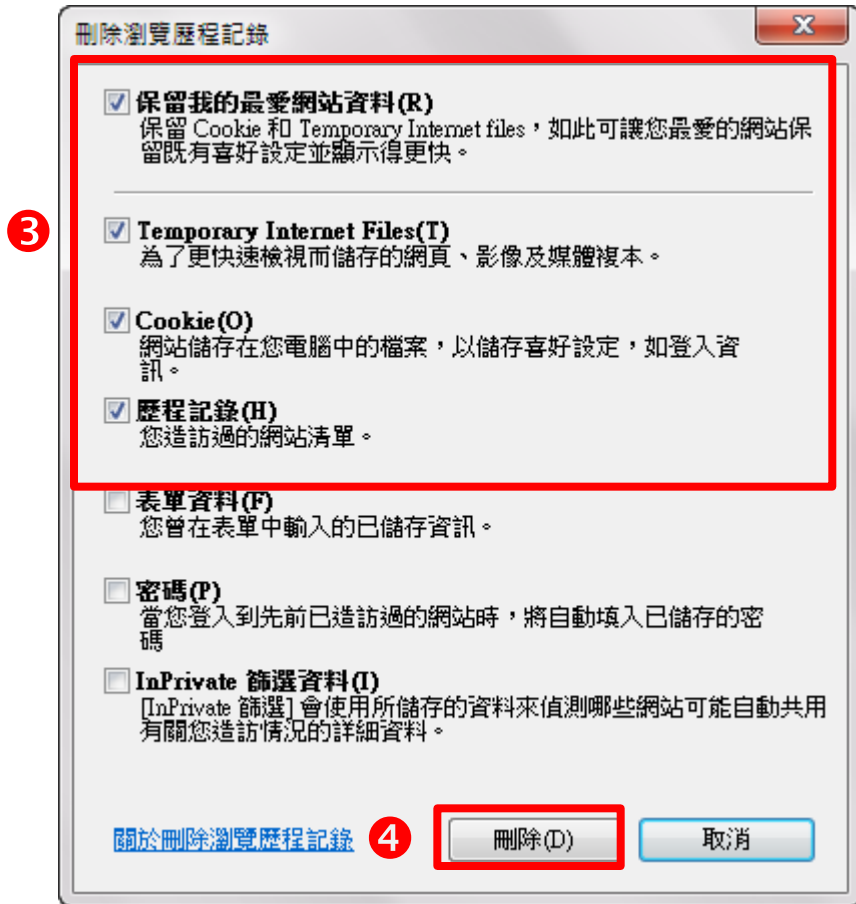 刪除瀏覽歷程記錄
保留我的最愛網站資料(R)
保留 Cookie 和 Temporary Internet files，如此可讓您最愛的網站保
留既有喜好設定並顯示得更快。
3
Temporary Internet Files(T)
為了更快速檢視而儲存的網頁、影像及媒體複本。
Cookie(O)
網站儲存在您電腦中的檔案，以儲存喜好設定，如登入資
訊。
歷程記錄(H)
您造訪過的網站清單。
表單資料(F)
您曾在表單中輸入的已儲存資訊。
密碼(P)
當您登入到先前已造訪過的網站時，將自動填入已儲存的密
碼
InPrivate 篩選資料(I)
[InPrivate 篩選] 會使用所儲存的資料來偵測哪些網站可能自動共用
有關您造訪情況的詳細資料。
關於刪除瀏覽歷程記錄 4 刪除(D) 取消